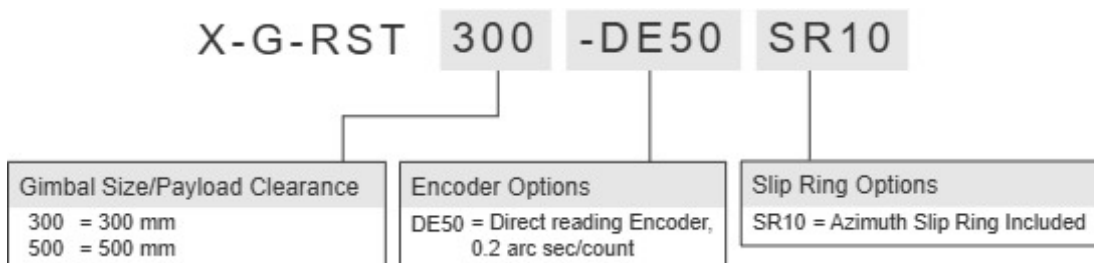 X-G-RST 300 -DE50 SR10
Gimbal Size/Payload Clearance
300 = 300 mm
500 = 500 mm
Encoder Options
DE50 = Direct reading Encoder,
0.2 arc sec/count
Slip Ring Options
SR10 = Azimuth Slip Ring Included